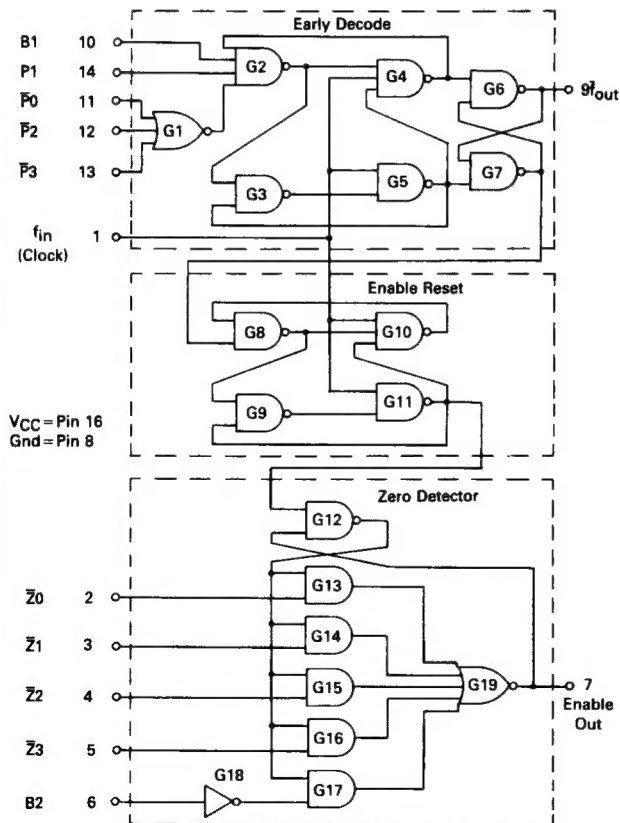 Early Decode
B1 10
P1 14
P̅0 11
P̅2 12
P̅3 13
fin 1
(Clock)
G1
G2
G3
G4
G5
G6
G7
9 fout
Enable Reset
G8
G9
G10
G11
VCC = Pin 16
Gnd = Pin 8
Zero Detector
G12
G13
G14
G15
G16
G17
G18
G19
Z̅0 2
Z̅1 3
Z̅2 4
Z̅3 5
B2 6
7
Enable
Out